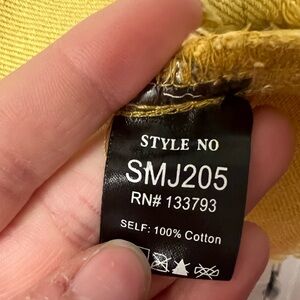 STYLE NO
SMJ205
RN# 133793
SELF: 100% Cotton